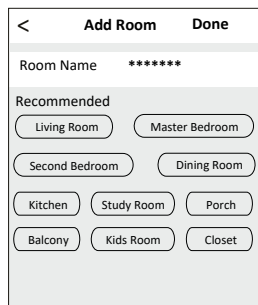 < Add Room Done
Room Name *******
Recommended
Living Room Master Bedroom
Second Bedroom Dining Room
Kitchen Study Room Porch
Balcony Kids Room Closet